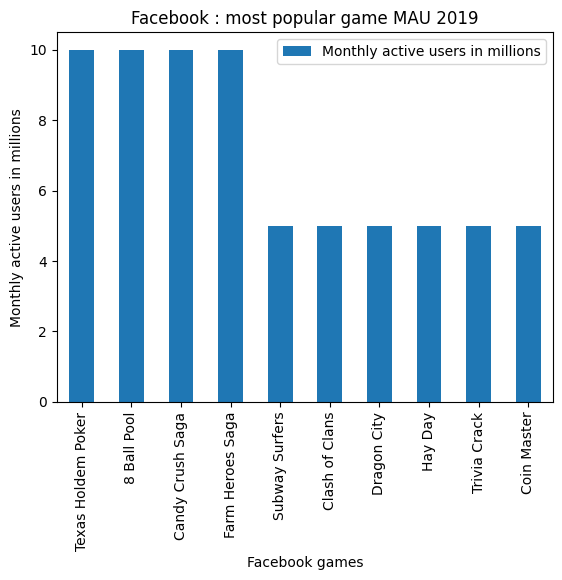 Facebook : most popular game MAU 2019
Monthly active users in millions
Monthly active users in millions
10
8
6
4
2
0
Texas Holdem Poker
8 Ball Pool
Candy Crush Saga
Farm Heroes Saga
Subway Surfers
Clash of Clans
Dragon City
Hay Day
Trivia Crack
Coin Master
Facebook games